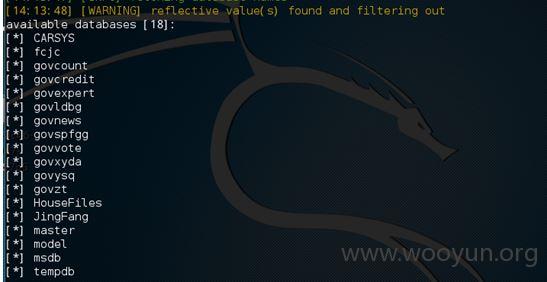 [14:13:48] [WARNING] reflective value(s) found and filtering out
available databases [18]:
[*] CARSYS
[*] fcjc
[*] govcount
[*] govcredit
[*] govexpert
[*] govldbg
[*] govnews
[*] govspfgg
[*] govvote
[*] govxyda
[*] govysq
[*] govzt
[*] HouseFiles
[*] JingFang
[*] master
[*] model
[*] msdb
[*] tempdb
www.wooyun.org